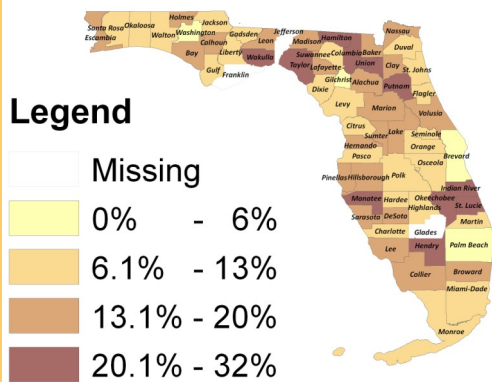 Santa Rosa Okaloosa Holmes Jackson
Escambia Walton Washington Gadsden Jefferson Hamilton Nassau
Calhoun Leon Madison Columbia Baker Duval
Bay Liberty Wakulla Suwannee Union Clay St. Johns
Gulf Franklin Taylor Lafayette Alachua Putnam
Gilchrist Flagler
Dixie
Levy Marion Volusia
Citrus Lake Seminole
Sumter Orange
Hernando Brevard
Pasco Osceola
Pinellas Hillsborough Polk Indian River
Manatee Hardee Okeechobee St. Lucie
Highlands
Sarasota DeSoto Martin
Charlotte Glades
Lee Hendry Palm Beach
Collier Broward
Miami-Dade
Monroe
Legend
Missing
0% - 6%
6.1% - 13%
13.1% - 20%
20.1% - 32%